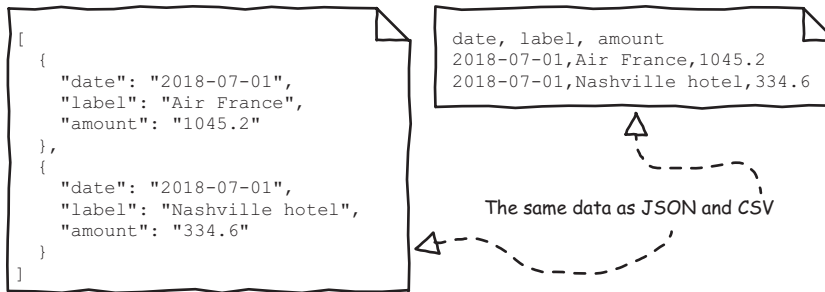 [
  {
    "date": "2018-07-01",
    "label": "Air France",
    "amount": "1045.2"
  },
  {
    "date": "2018-07-01",
    "label": "Nashville hotel",
    "amount": "334.6"
  }
]
date, label, amount
2018-07-01,Air France,1045.2
2018-07-01,Nashville hotel,334.6
The same data as JSON and CSV